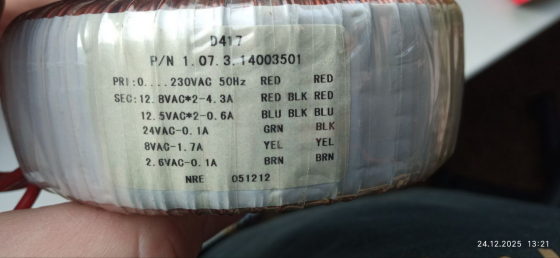 D417
P/N 1.07.3.14003501
PRI:0....230VAC 50Hz RED RED
SEC:12.8VAC*2-4.3A RED BLK RED
12.5VAC*2-0.6A BLU BLK BLU
24VAC-0.1A GRN BLK
8VAC-1.7A YEL YEL
2.6VAC-0.1A BRN BRN
NRE 051212
24.12.2025 13:21